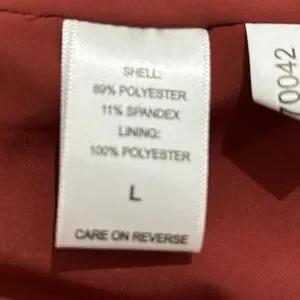 SHELL:
89% POLYESTER
11% SPANDEX
LINING:
100% POLYESTER
L
CARE ON REVERSE
70042